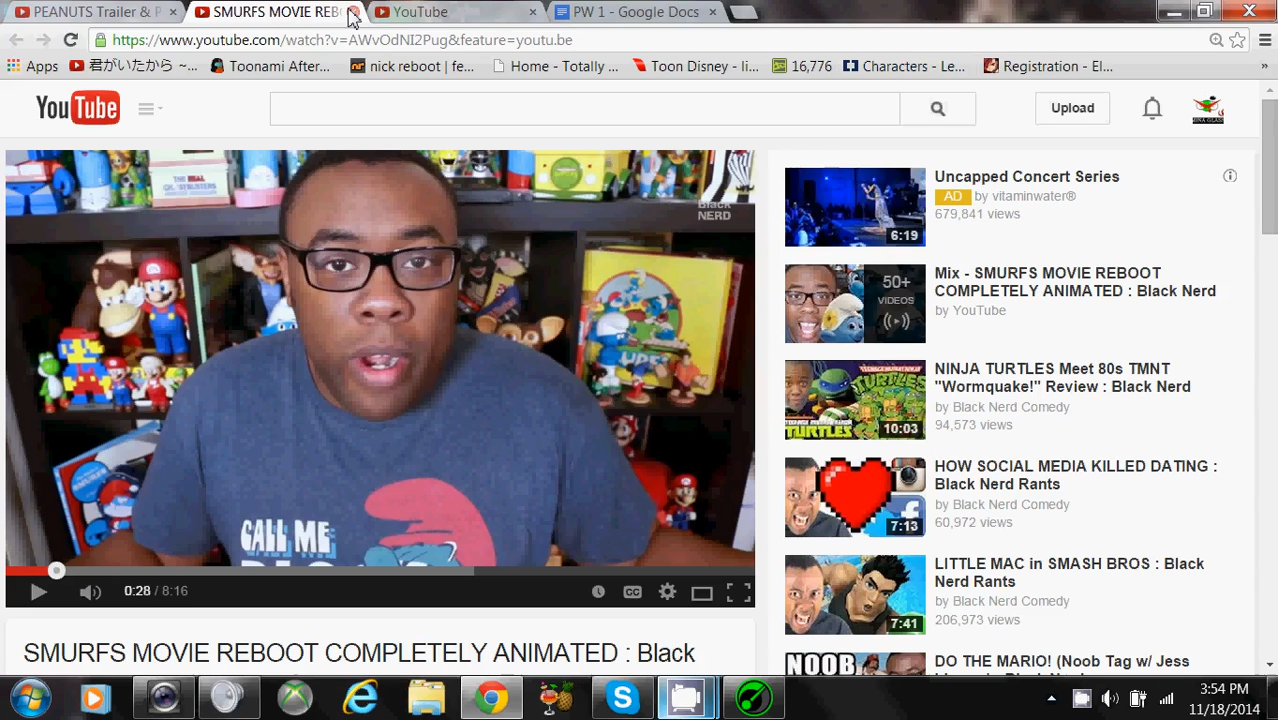 PEANUTS Trailer & P
SMURFS MOVIE REB
YouTube
PW 1 - Google Docs
https://www.youtube.com/watch?v=AWvOdNI2Pug&feature=youtu.be
Apps
君がいたから ~...
Toonami After...
nick reboot | fe...
Home - Totally ...
Toon Disney - li...
16,776
Characters - Le...
Registration - El...
»
YouTube
Upload
THE REAL
Black
NERD
CALL ME
0:28 / 8:16
CC
SMURFS MOVIE REBOOT COMPLETELY ANIMATED : Black
6:19
Uncapped Concert Series
AD by vitaminwater®
679,841 views
50+
VIDEOS
Mix - SMURFS MOVIE REBOOT
COMPLETELY ANIMATED : Black Nerd
by YouTube
TURTLES
10:03
NINJA TURTLES Meet 80s TMNT
"Wormquake!" Review : Black Nerd
by Black Nerd Comedy
94,573 views
7:13
HOW SOCIAL MEDIA KILLED DATING :
Black Nerd Rants
by Black Nerd Comedy
60,972 views
7:41
LITTLE MAC in SMASH BROS : Black
Nerd Rants
by Black Nerd Comedy
206,973 views
NOOB
DO THE MARIO! (Noob Tag w/ Jess
3:54 PM
11/18/2014